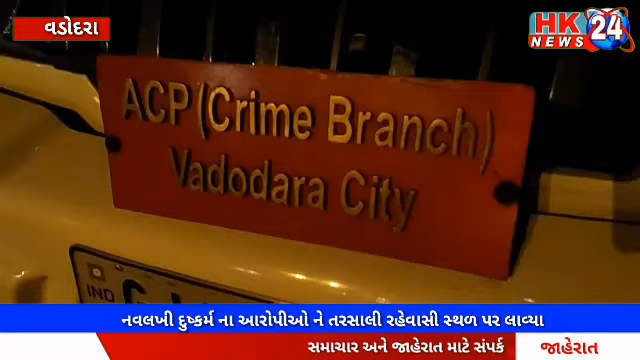 વડોદરા
HK 24
NEWS
ACP (Crime Branch)
Vadodara City
IND
નવલખી દુષ્કર્મ ના આરોપીઓ ને તરસાલી રહેવાસી સ્થળ પર લાવ્યા
સમાચાર અને જાહેરાત માટે સંપર્ક
જાહેરાત